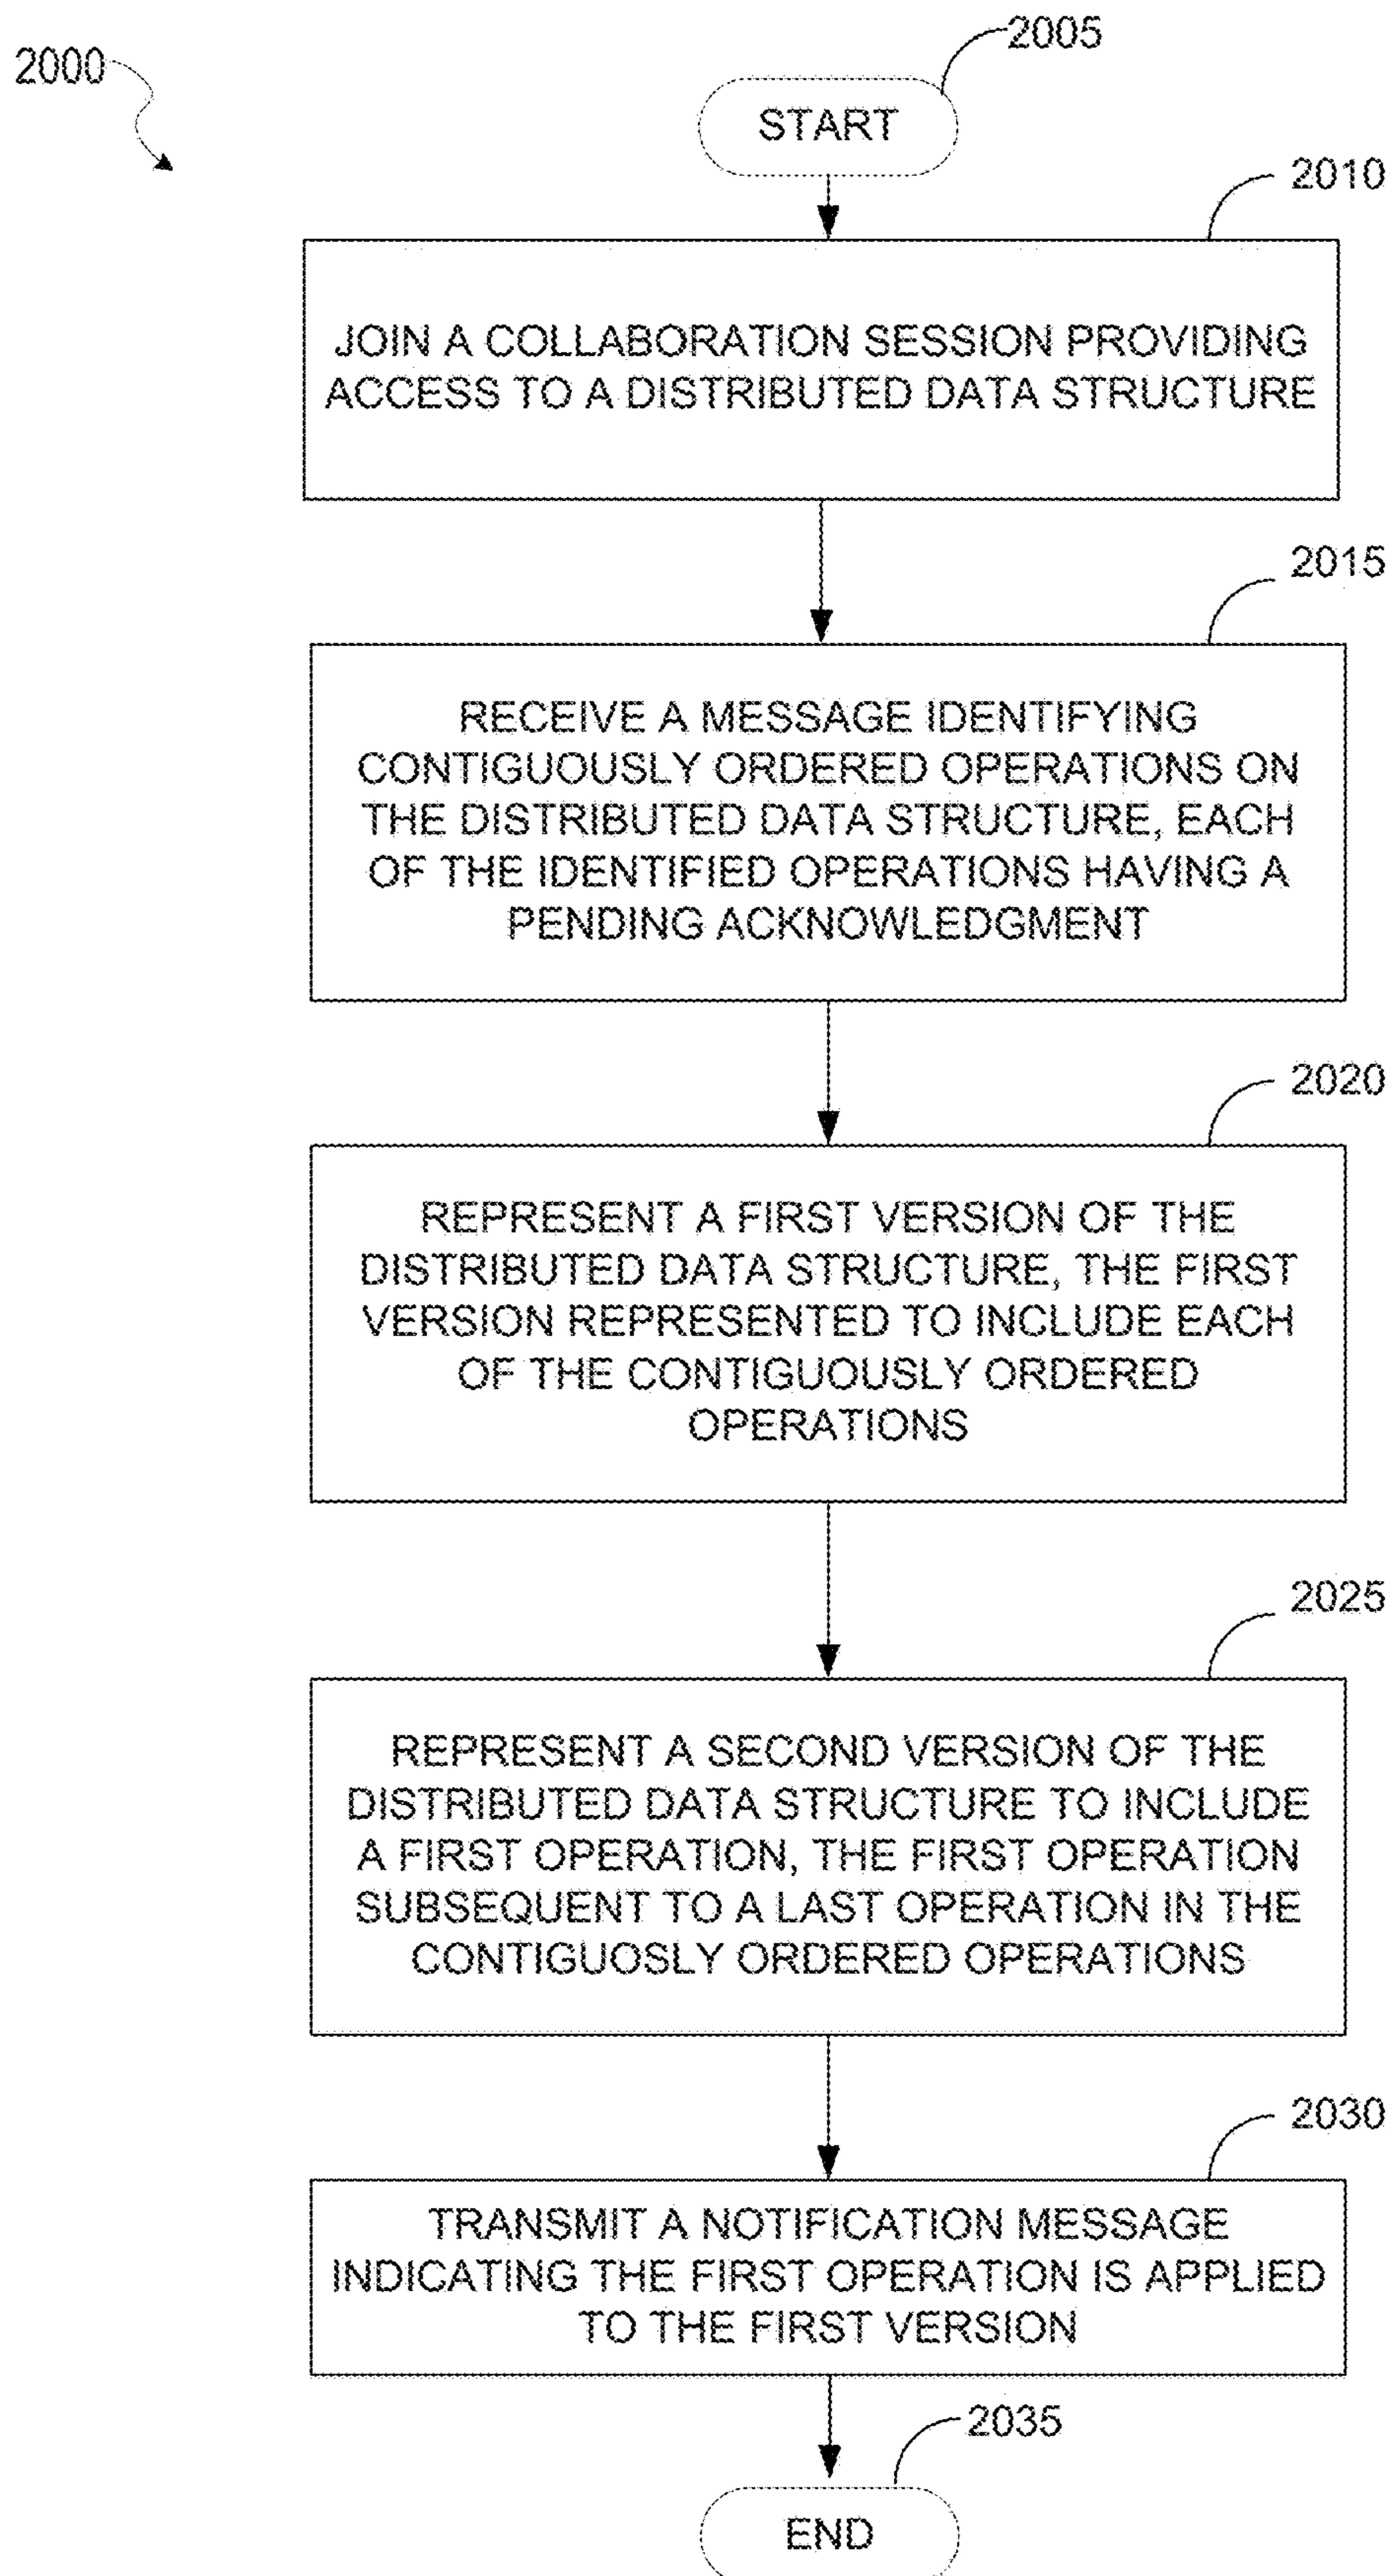 2000
2005
START
2010
JOIN A COLLABORATION SESSION PROVIDING
ACCESS TO A DISTRIBUTED DATA STRUCTURE
2015
RECEIVE A MESSAGE IDENTIFYING
CONTIGUOUSLY ORDERED OPERATIONS ON
THE DISTRIBUTED DATA STRUCTURE, EACH
OF THE IDENTIFIED OPERATIONS HAVING A
PENDING ACKNOWLEDGMENT
2020
REPRESENT A FIRST VERSION OF THE
DISTRIBUTED DATA STRUCTURE, THE FIRST
VERSION REPRESENTED TO INCLUDE EACH
OF THE CONTIGUOUSLY ORDERED
OPERATIONS
2025
REPRESENT A SECOND VERSION OF THE
DISTRIBUTED DATA STRUCTURE TO INCLUDE
A FIRST OPERATION, THE FIRST OPERATION
SUBSEQUENT TO A LAST OPERATION IN THE
CONTIGUOSLY ORDERED OPERATIONS
2030
TRANSMIT A NOTIFICATION MESSAGE
INDICATING THE FIRST OPERATION IS APPLIED
TO THE FIRST VERSION
2035
END